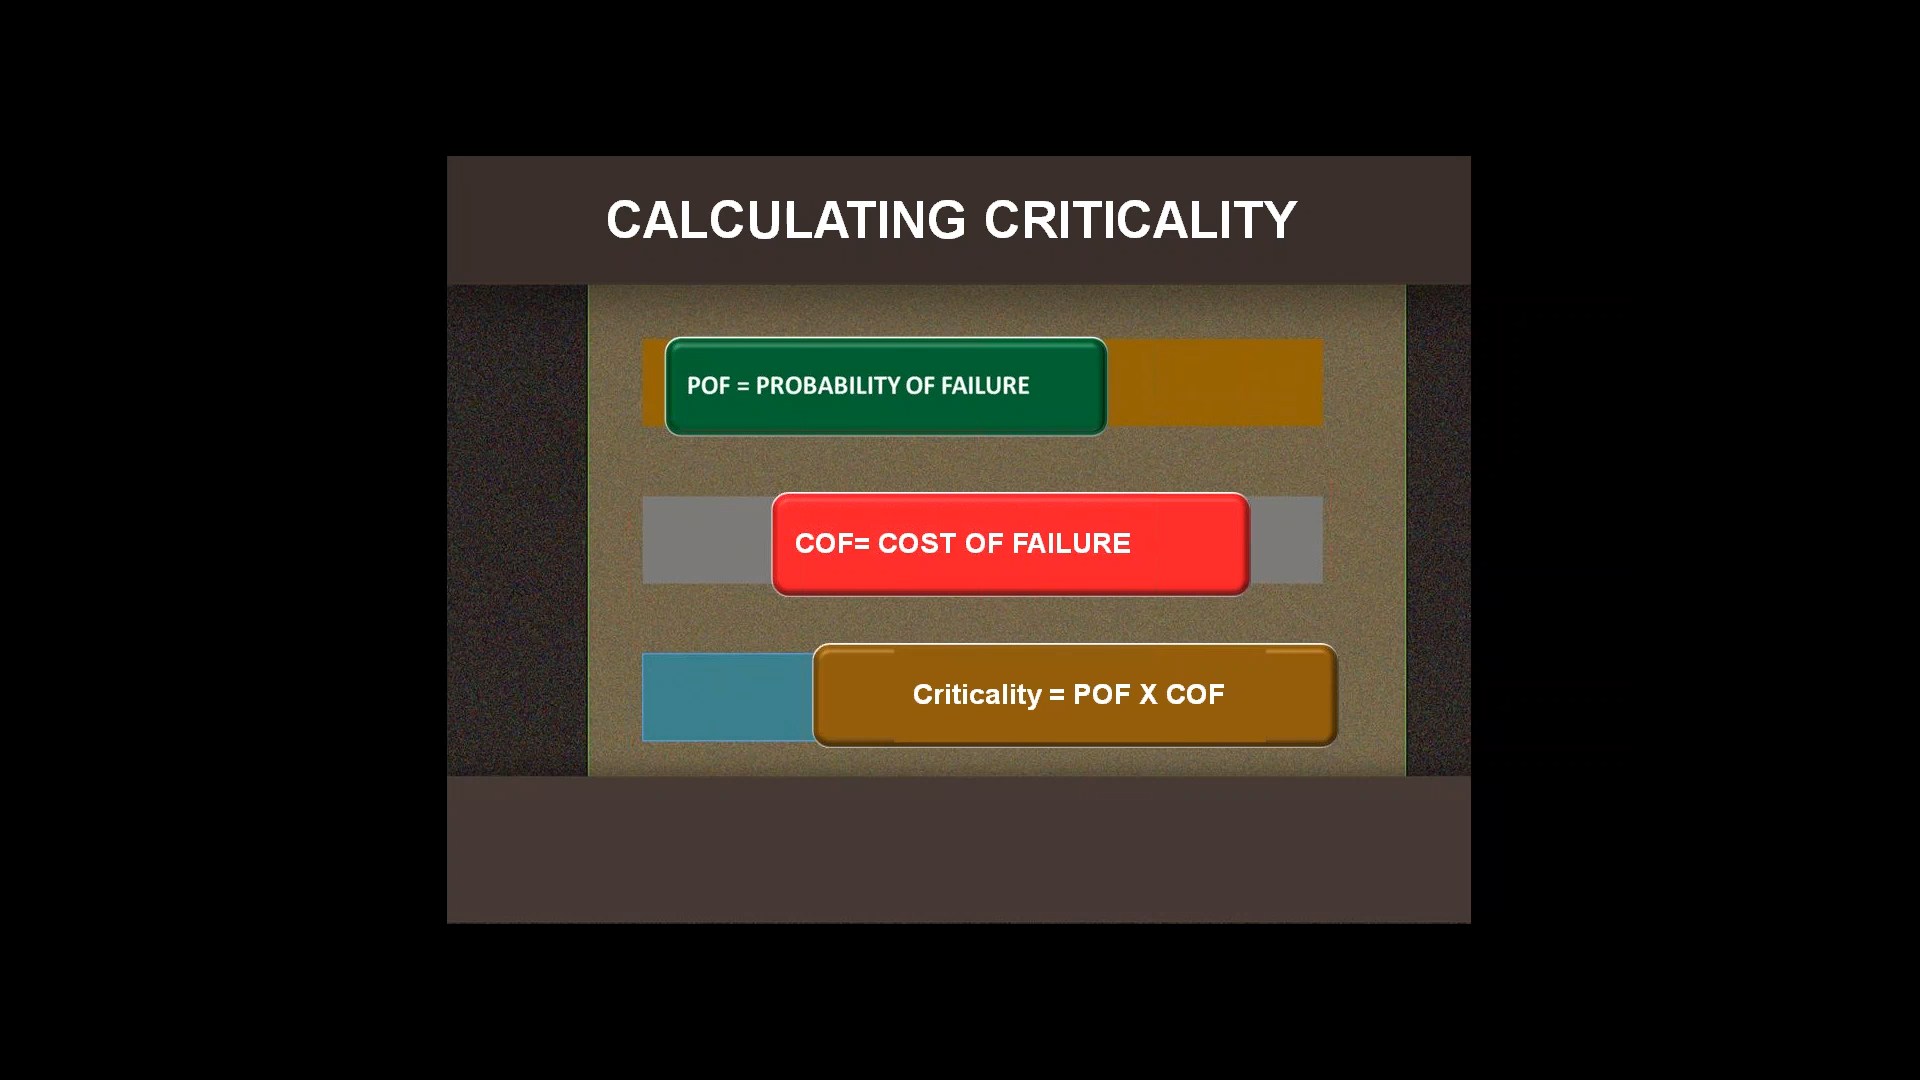 CALCULATING CRITICALITY
POF = PROBABILITY OF FAILURE
COF= COST OF FAILURE
Criticality = POF X COF